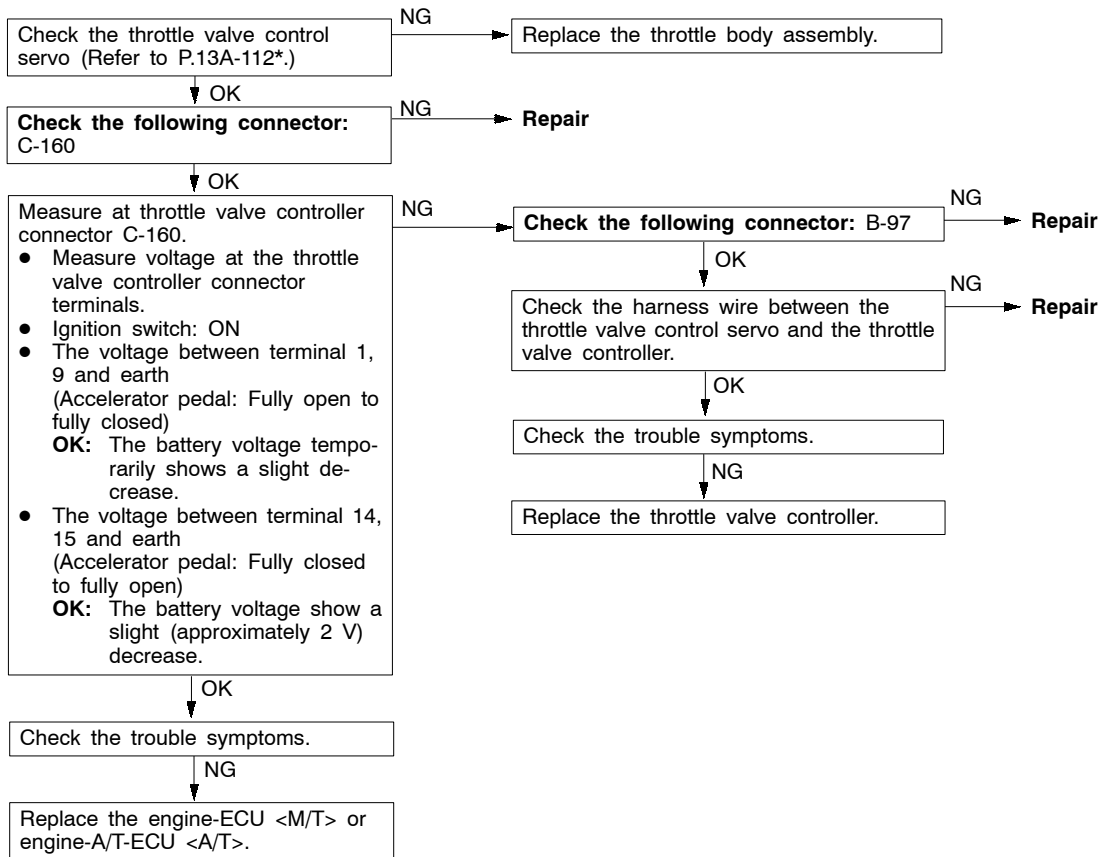 Check the throttle valve control
servo (Refer to P.13A-112*.)
NG
Replace the throttle body assembly.
OK
Check the following connector:
C-160
NG
Repair
OK
Measure at throttle valve controller
connector C-160.
● Measure voltage at the throttle
valve controller connector
terminals.
● Ignition switch: ON
● The voltage between terminal 1,
9 and earth
(Accelerator pedal: Fully open to
fully closed)
OK: The battery voltage tempo-
rarily shows a slight de-
crease.
● The voltage between terminal 14,
15 and earth
(Accelerator pedal: Fully closed
to fully open)
OK: The battery voltage show a
slight (approximately 2 V)
decrease.
NG
Check the following connector: B-97
NG
Repair
OK
Check the harness wire between the
throttle valve control servo and the throttle
valve controller.
NG
Repair
OK
Check the trouble symptoms.
NG
Replace the throttle valve controller.
OK
Check the trouble symptoms.
NG
Replace the engine-ECU <M/T> or
engine-A/T-ECU <A/T>.